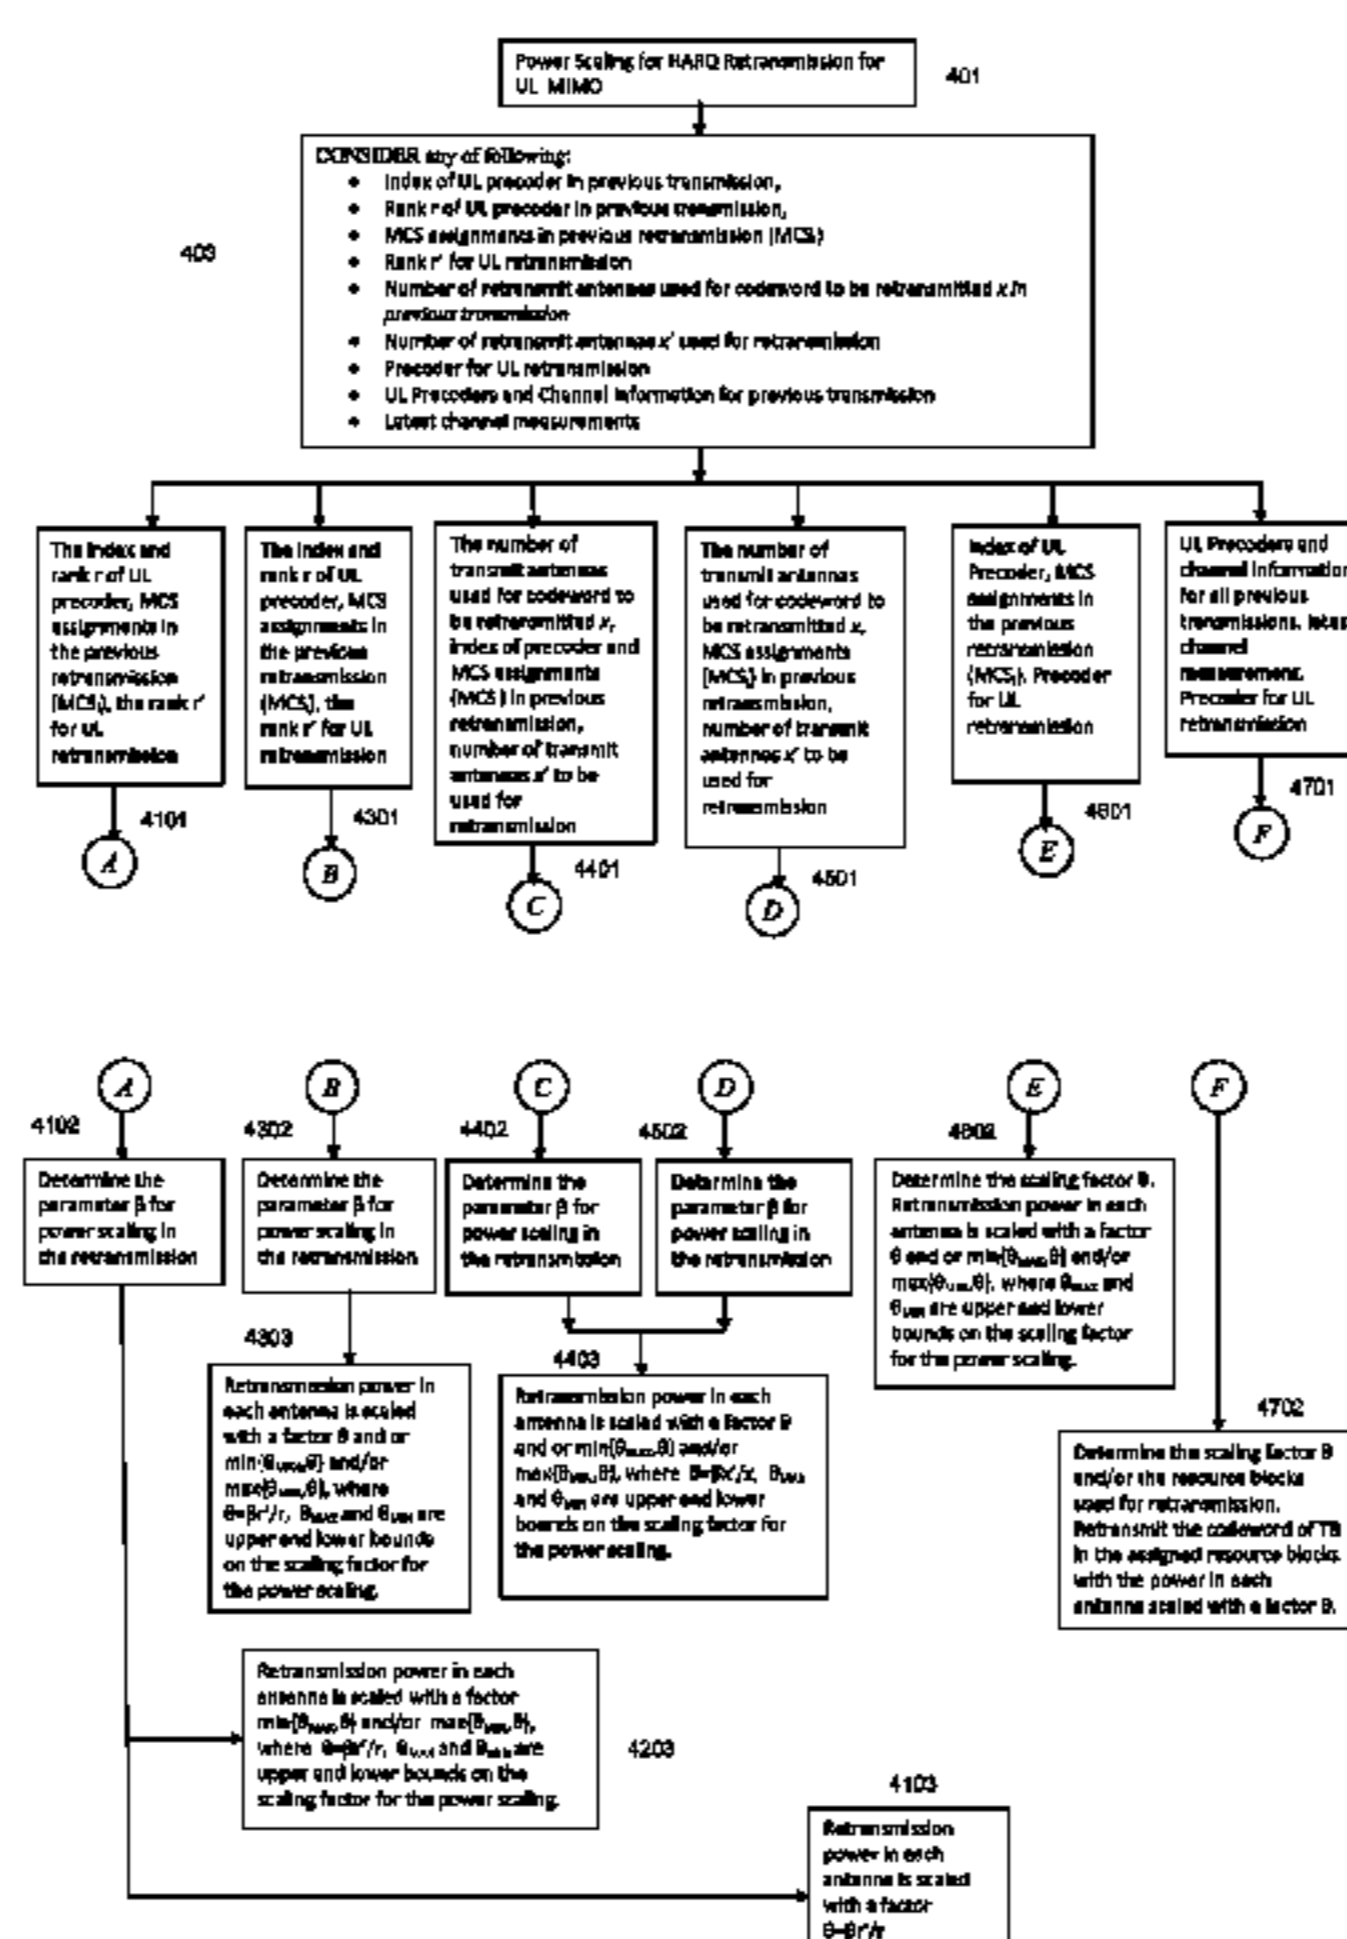 Power Scaling for HARQ Retransmission for
UL MIMO
401
CONSIDER any of following:
• Index of UL precoder in previous transmission,
• Rank r of UL precoder in previous transmission,
• MCS assignments in previous retransmission (MCSᵢ)
• Rank r' for UL retransmission
• Number of retransmit antennas used for codeword to be retransmitted x in
previous transmission
• Number of retransmit antennas x' used for retransmission
• Precoder for UL retransmission
• UL Precoders and Channel Information for previous transmission
• Latest channel measurements
403
The index and
rank r of UL
precoder, MCS
assignments in
the previous
retransmission
(MCSᵢ), the rank r'
for UL
retransmission
4101
A
The index and
rank r of UL
precoder, MCS
assignments in
the previous
retransmission
(MCSᵢ), the
rank r' for UL
retransmission
4301
B
The number of
transmit antennas
used for codeword to
be retransmitted x,
index of precoder and
MCS assignments
(MCS ) in previous
retransmission,
number of transmit
antennas x' to be
used for
retransmission
4401
C
The number of
transmit antennas
used for codeword to
be retransmitted x,
MCS assignments
(MCSᵢ) in previous
retransmission,
number of transmit
antennas x' to be
used for
retransmission
4501
D
Index of UL
Precoder, MCS
assignments in
the previous
retransmission
(MCSᵢ), Precoder
for UL
retransmission
4601
E
UL Precoders and
channel information
for all previous
transmissions, latest
channel
measurement,
Precoder for UL
retransmission
4701
F
A
4102
Determine the
parameter β for
power scaling in
the retransmission
B
4302
Determine the
parameter β for
power scaling in
the retransmission
C
4402
Determine the
parameter β for
power scaling in
the retransmission
D
4502
Determine the
parameter β for
power scaling in
the retransmission
E
4602
Determine the scaling factor θ.
Retransmission power in each
antenna is scaled with a factor
θ and or min{θMAX,θ} and/or
max{θMIN,θ}, where θMAX and
θMIN are upper and lower
bounds on the scaling factor
for the power scaling.
F
4303
Retransmission power in
each antenna is scaled
with a factor θ and or
min{θMAX,θ} and/or
max{θMIN,θ}, where
θ=βr'/r, θMAX and θMIN are
upper and lower bounds
on the scaling factor for
the power scaling.
4403
Retransmission power in each
antenna is scaled with a factor θ
and or min{θMAX,θ} and/or
max{θMIN,θ}, where θ=βx'/x, θMAX
and θMIN are upper and lower
bounds on the scaling factor for
the power scaling.
4702
Determine the scaling factor θ
and/or the resource blocks
used for retransmission.
Retransmit the codeword of TB
in the assigned resource blocks
with the power in each
antenna scaled with a factor θ.
Retransmission power in each
antenna is scaled with a factor
min{θMAX,θ} and/or max{θMIN,θ},
where θ=βr'/r, θMAX and θMIN are
upper and lower bounds on the
scaling factor for the power scaling.
4203
4103
Retransmission
power in each
antenna is scaled
with a factor
θ=βr'/r